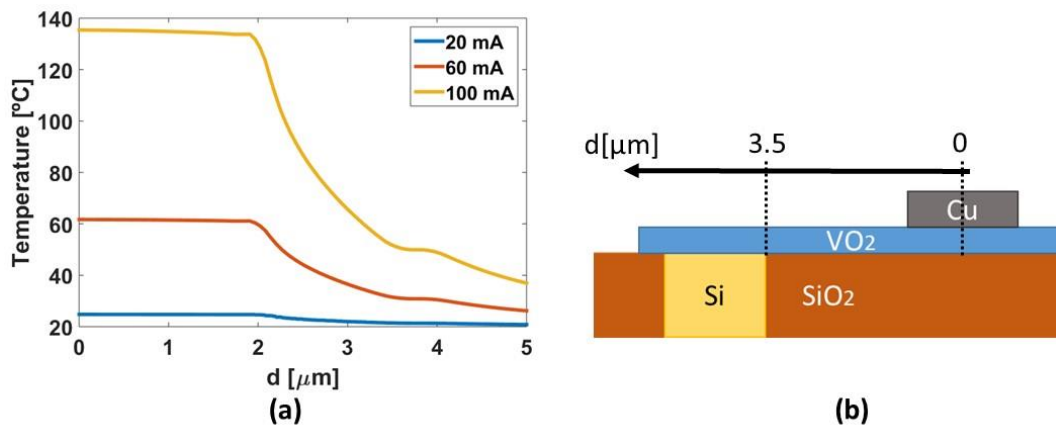 140
120
100
80
60
40
20
0
1
2
3
4
5
Temperature [ºC]
d [μm]
20 mA
60 mA
100 mA
(a)
d[μm]
3.5
0
Cu
VO2
Si
SiO2
(b)